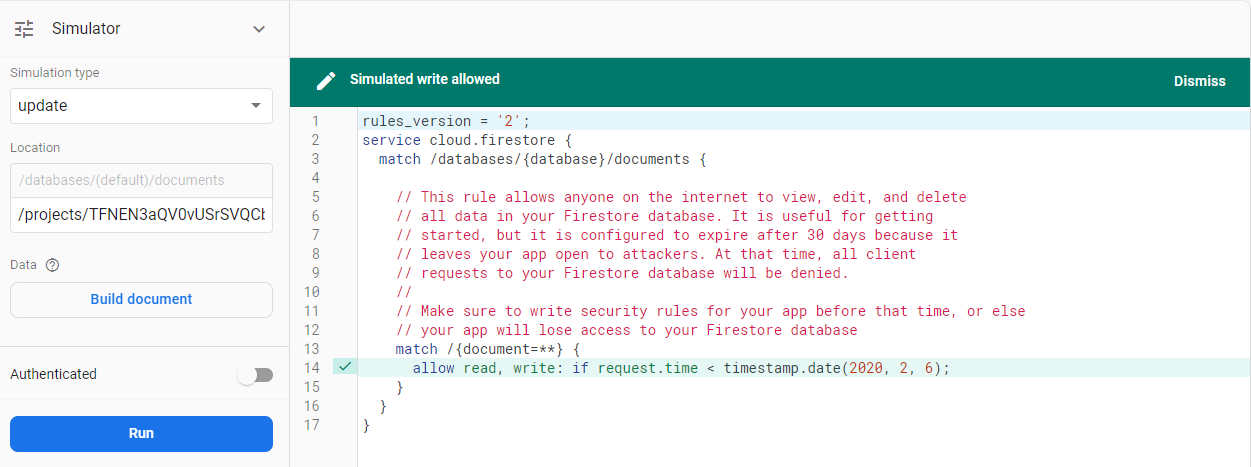 Simulator
Simulation type
update
Location
/databases/(default)/documents
/projects/TFNEN3aQV0vUSrSVQCt
Data
Build document
Authenticated
Run
Simulated write allowed
Dismiss
1 rules_version = '2';
2 service cloud.firestore {
3 match /databases/{database}/documents {
4
5 // This rule allows anyone on the internet to view, edit, and delete
6 // all data in your Firestore database. It is useful for getting
7 // started, but it is configured to expire after 30 days because it
8 // leaves your app open to attackers. At that time, all client
9 // requests to your Firestore database will be denied.
10 //
11 // Make sure to write security rules for your app before that time, or else
12 // your app will lose access to your Firestore database
13 match /{document=**} {
14 allow read, write: if request.time < timestamp.date(2020, 2, 6);
15 }
16 }
17 }